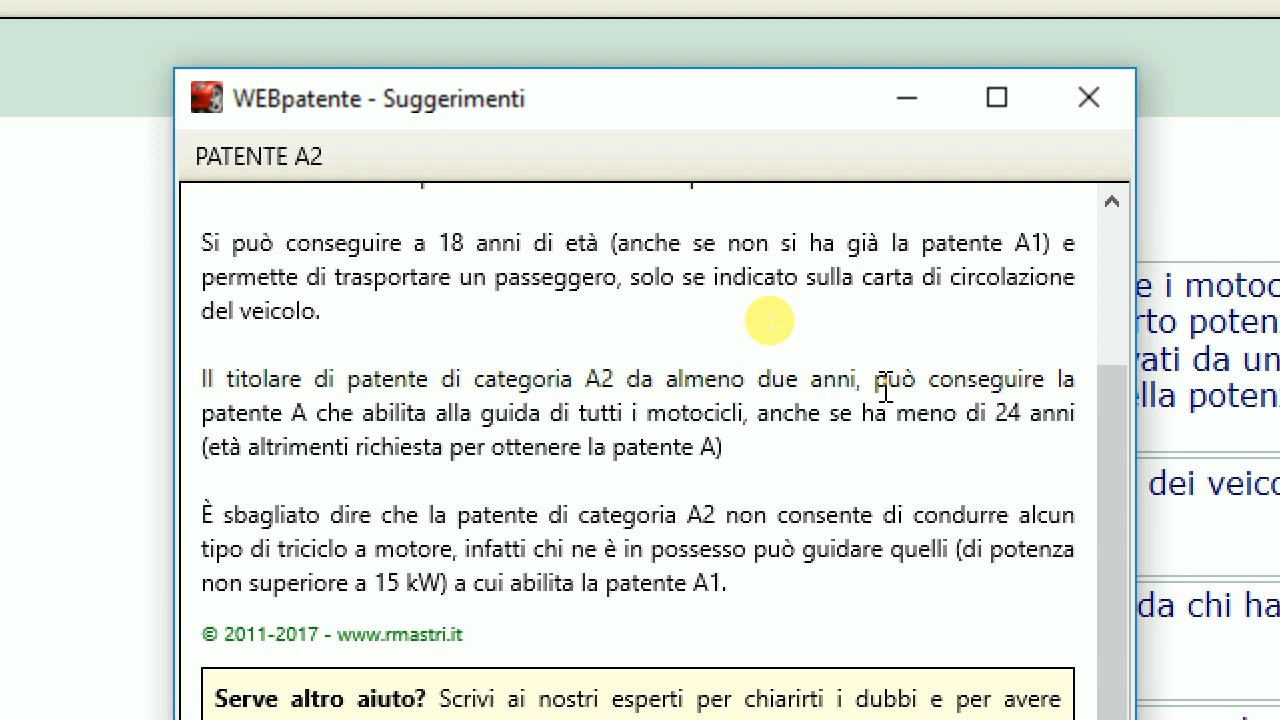 WEBpatente - Suggerimenti
PATENTE A2
Si può conseguire a 18 anni di età (anche se non si ha già la patente A1) e
permette di trasportare un passeggero, solo se indicato sulla carta di circolazione
del veicolo.
Il titolare di patente di categoria A2 da almeno due anni, può conseguire la
patente A che abilita alla guida di tutti i motocicli, anche se ha meno di 24 anni
(età altrimenti richiesta per ottenere la patente A)
È sbagliato dire che la patente di categoria A2 non consente di condurre alcun
tipo di triciclo a motore, infatti chi ne è in possesso può guidare quelli (di potenza
non superiore a 15 kW) a cui abilita la patente A1.
© 2011-2017 - www.rmastri.it
Serve altro aiuto? Scrivi ai nostri esperti per chiarirti i dubbi e per avere
e i motoc
rto poten
vati da un
ella poten
dei veico
da chi ha